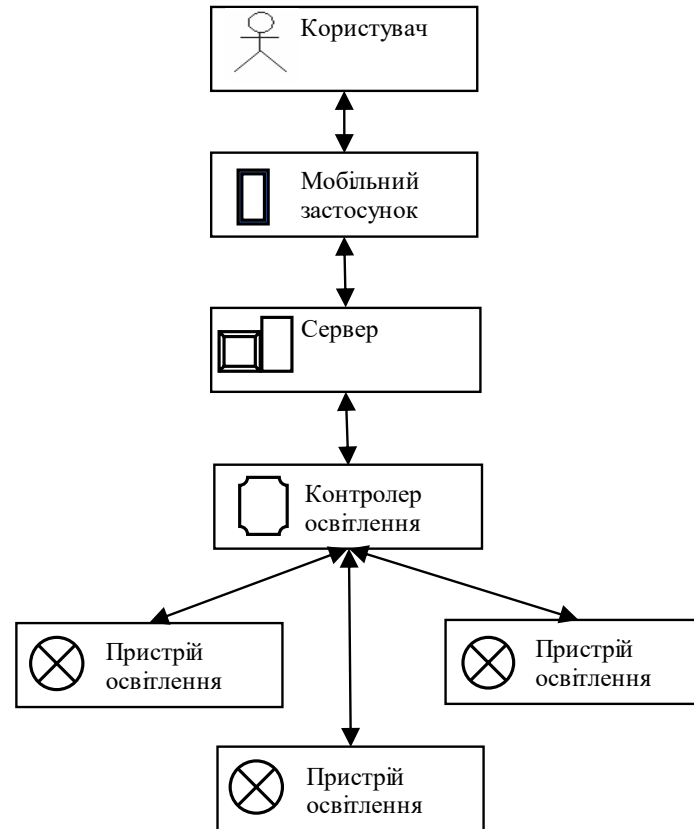 Користувач
Мобільний
застосунок
Сервер
Контролер
освітлення
Пристрій
освітлення
Пристрій
освітлення
Пристрій
освітлення